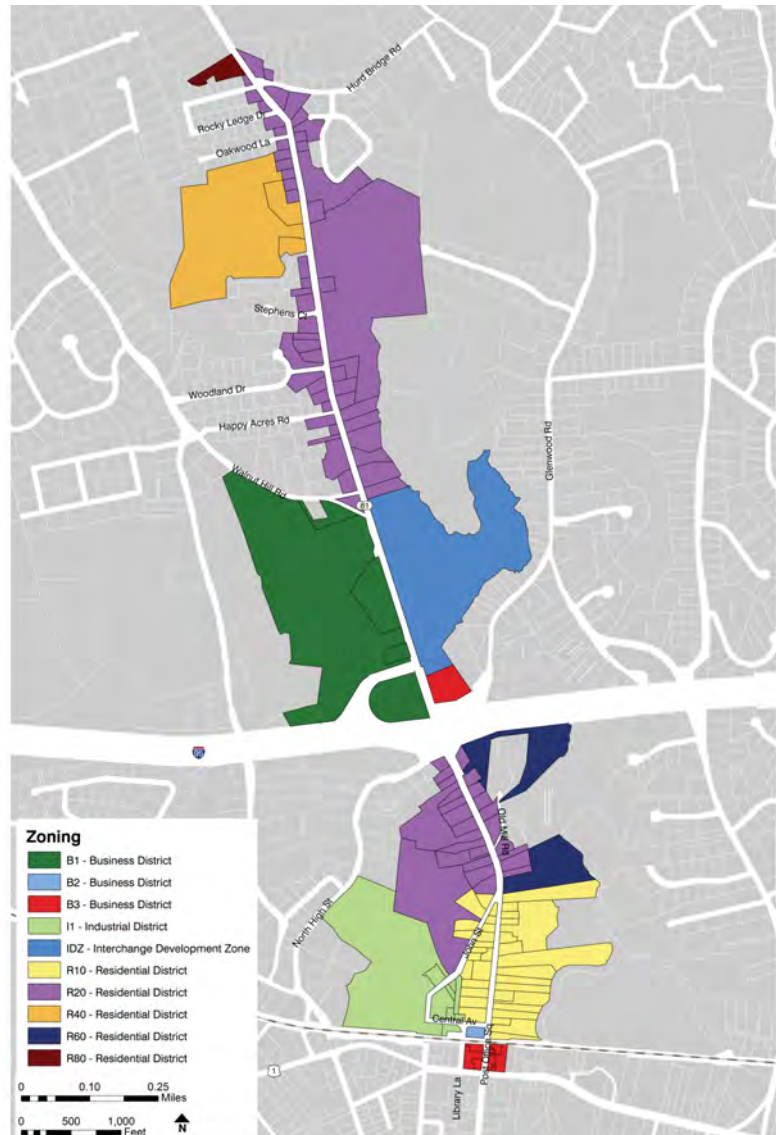 Hurd Bridge Rd
Rocky Ledge Dr
Oakwood La
Stephens Ct
Woodland Dr
Happy Acres Rd
Glenwood Rd
Walnut Hill Rd
81
95
Old Mill Rd
North High St
John St
Central Av
Post Office Sq
Library La
1
Zoning
B1 - Business District
B2 - Business District
B3 - Business District
I1 - Industrial District
IDZ - Interchange Development Zone
R10 - Residential District
R20 - Residential District
R40 - Residential District
R60 - Residential District
R80 - Residential District
0 0.10 0.25
Miles
0 500 1,000
Feet
N